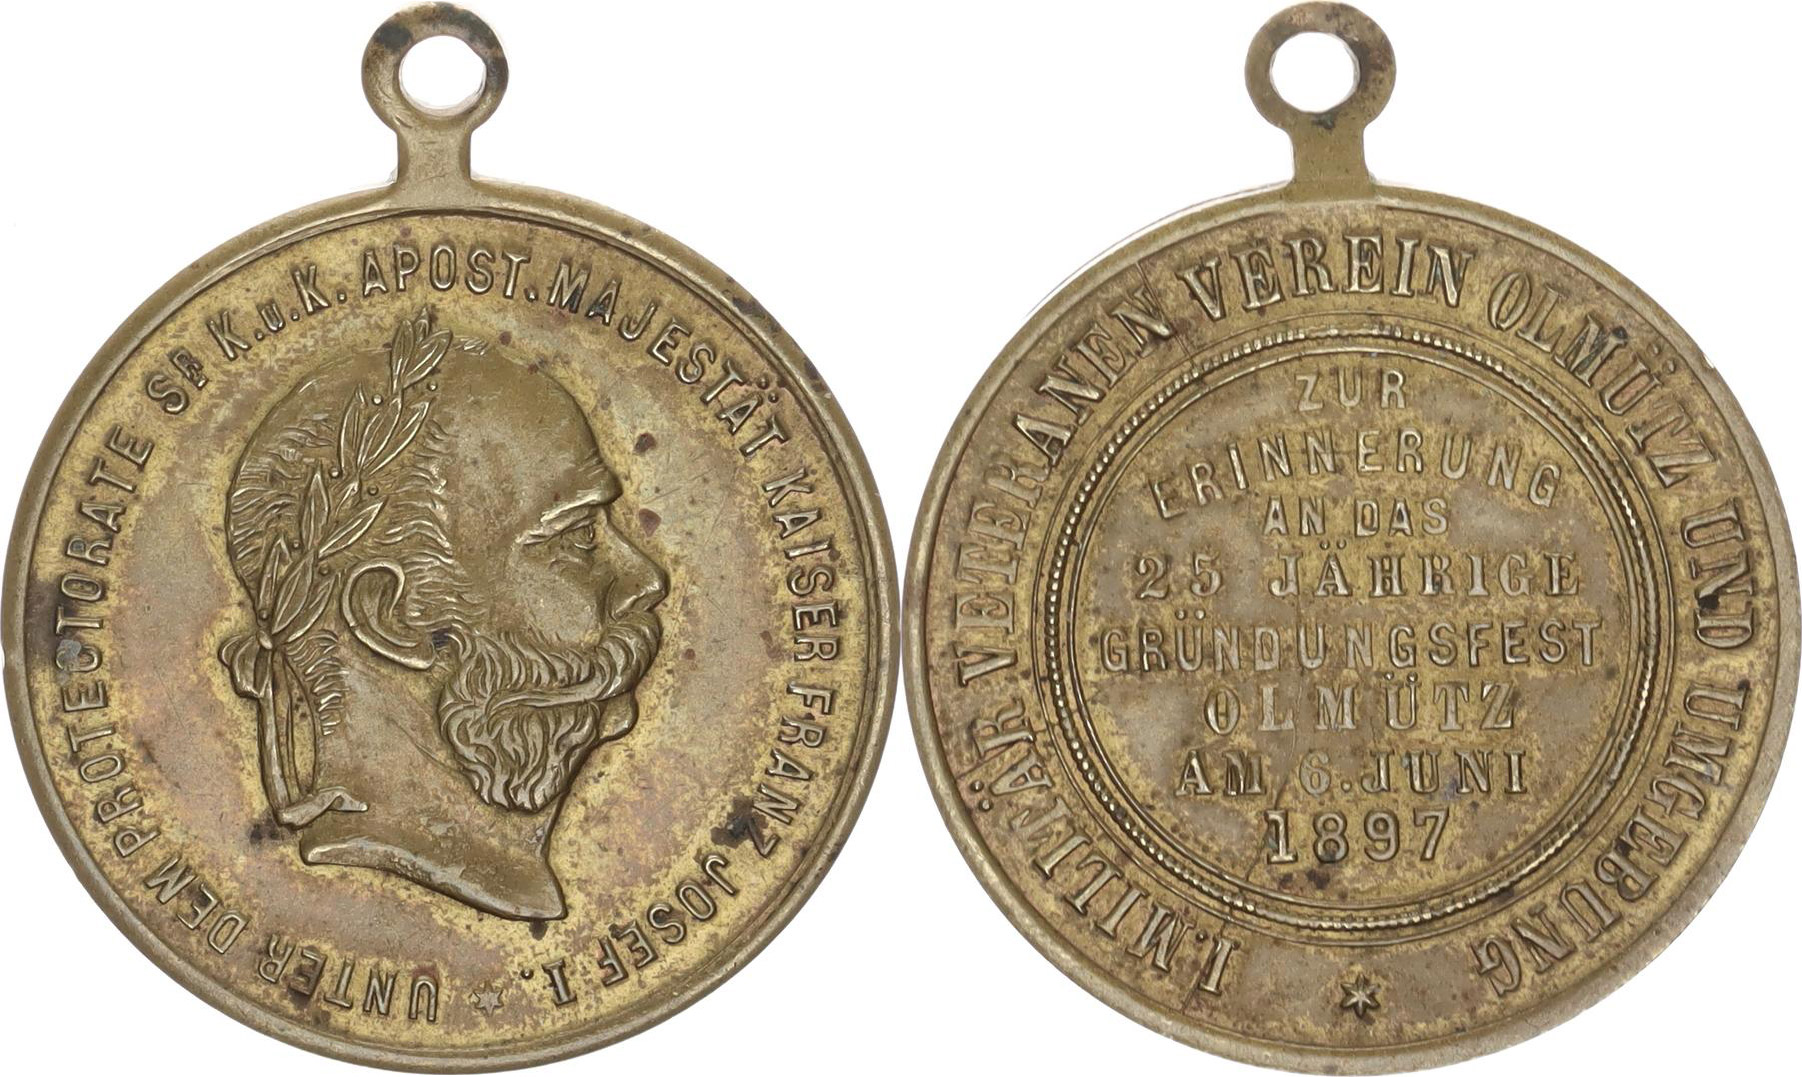 UNTER DEM PROTECTORATE SR K.u.K. APOST. MAJESTÄT KAISER FRANZ JOSEF I.
I. MILITÄR VETERANEN VEREIN OLMÜTZ UND UMGEBUNG
ZUR
ERINNERUNG
AN DAS
25 JÄHRIGE
GRÜNDUNGSFEST
OLMÜTZ
AM 6. JUNI
1897